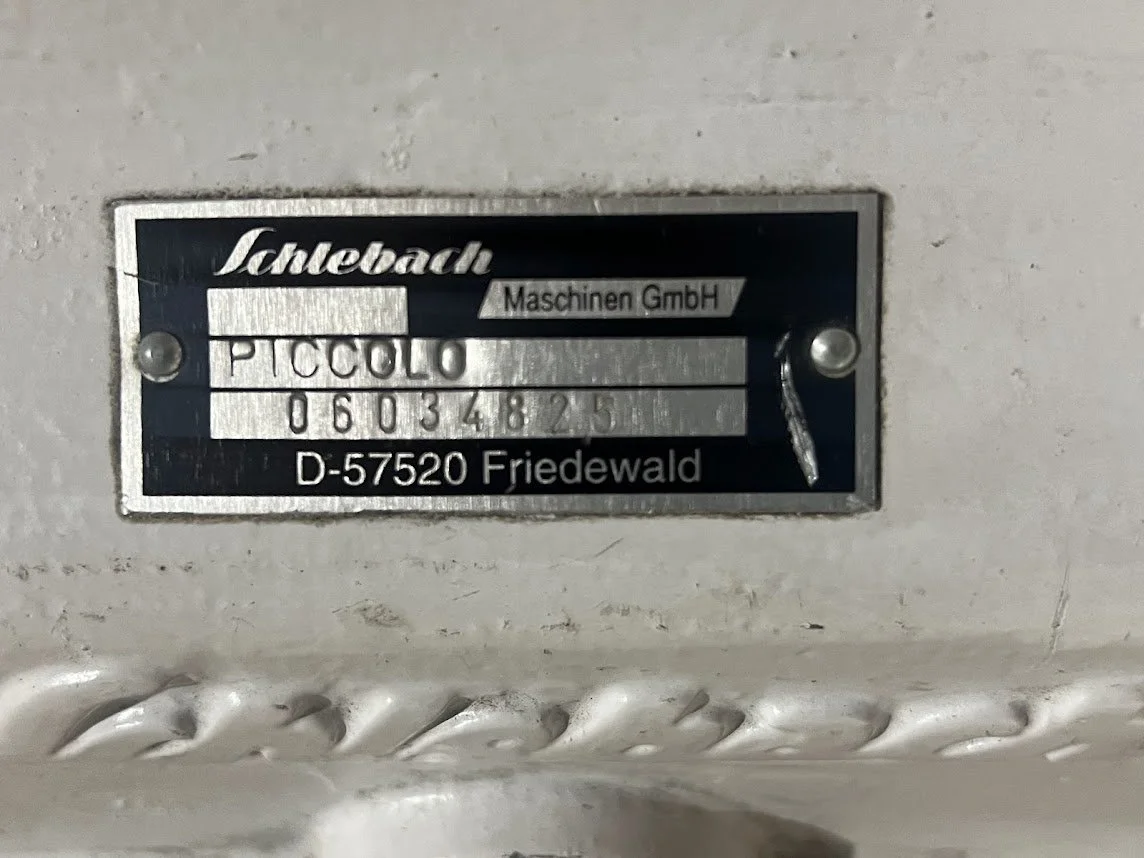 Schlebach
Maschinen GmbH
PICCOLO
06034825
D-57520 Friedewald